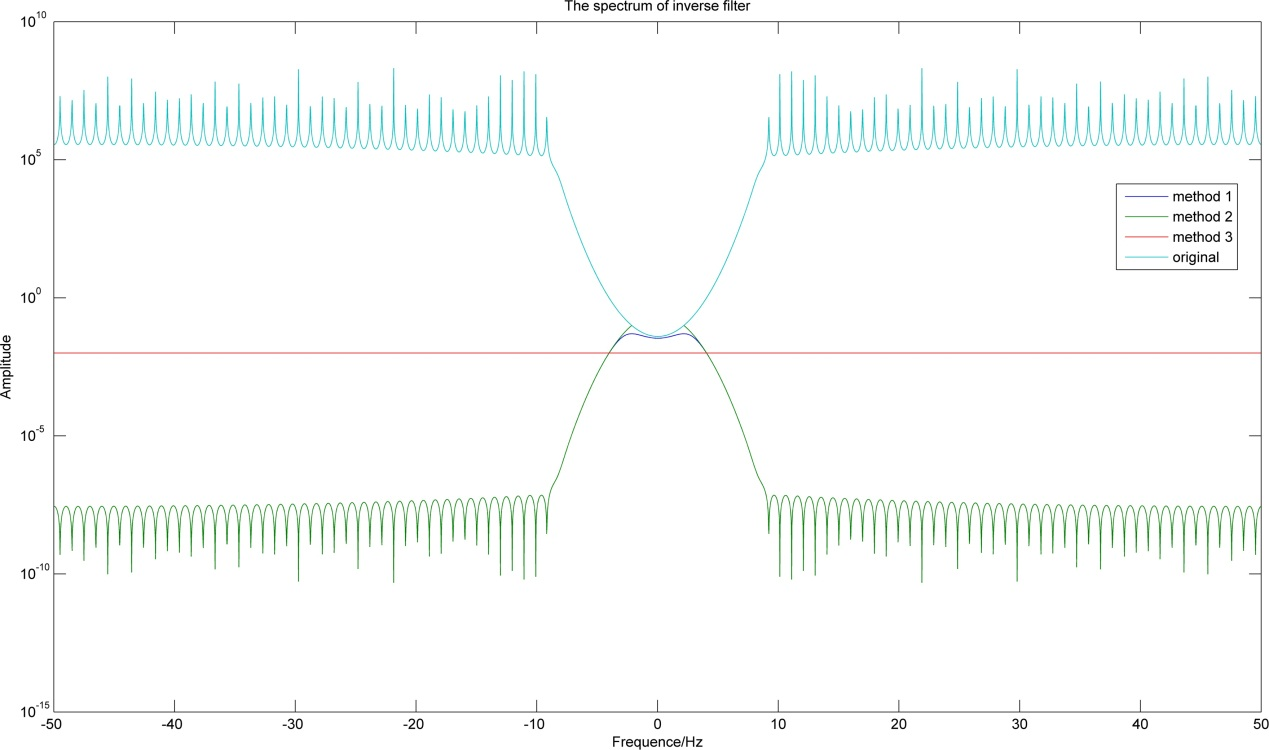 The spectrum of inverse filter
10^10
10^5
10^0
10^-5
10^-10
10^-15
Amplitude
method 1
method 2
method 3
original
-50 -40 -30 -20 -10 0 10 20 30 40 50
Frequence/Hz